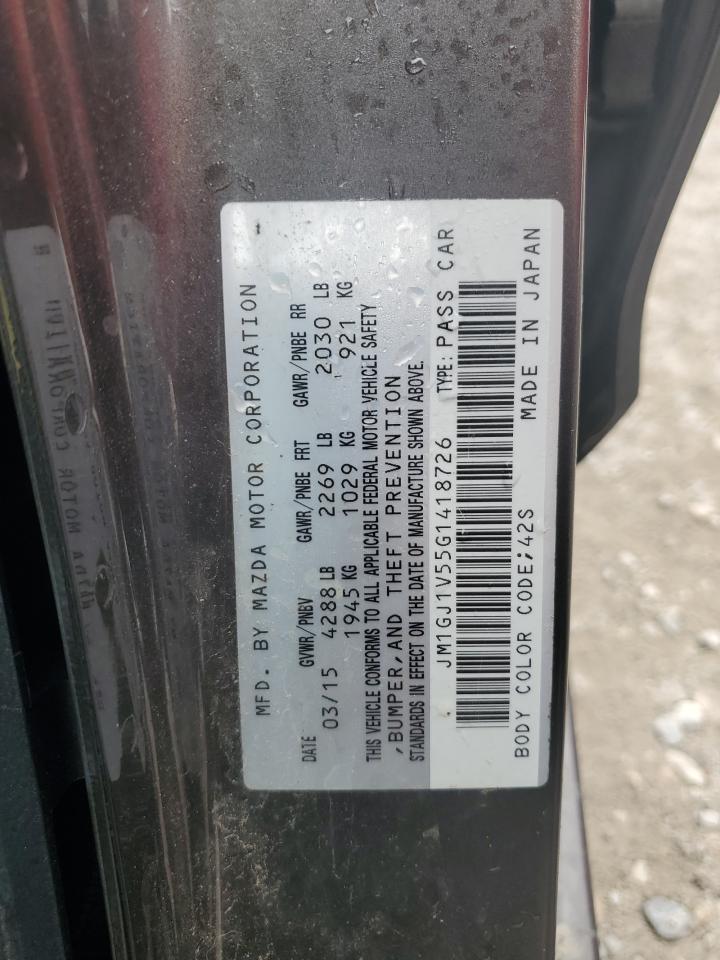 MFD. BY MAZDA MOTOR CORPORATION
DATE GVWR/PNBV GAWR/PNBE FRT GAWR/PNBE RR
03/15 4288 LB 2269 LB 2030 LB
1945 KG 1029 KG 921 KG
THIS VEHICLE CONFORMS TO ALL APPLICABLE FEDERAL MOTOR VEHICLE SAFETY
,BUMPER,AND THEFT PREVENTION
STANDARDS IN EFFECT ON THE DATE OF MANUFACTURE SHOWN ABOVE.
JM1GJ1V55G1418726 TYPE: PASS CAR
BODY COLOR CODE;42S MADE IN JAPAN